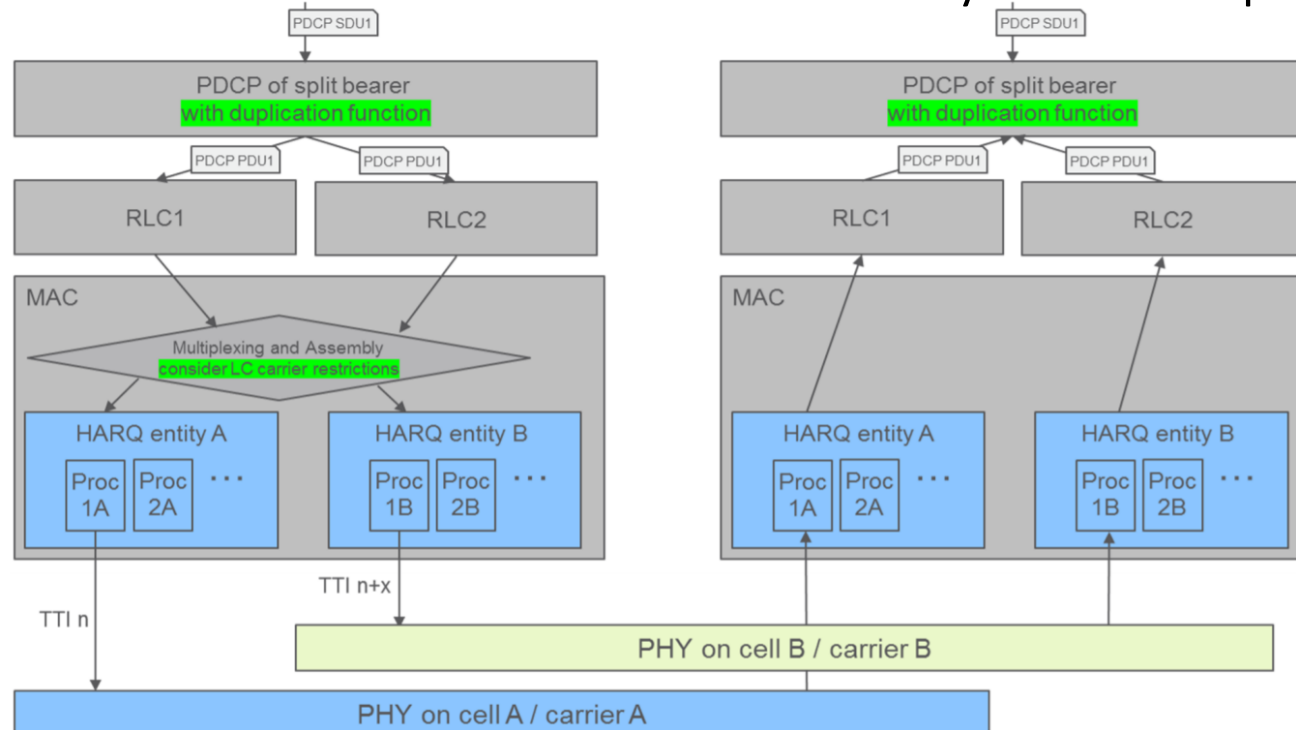 PDCP SDU1
PDCP of split bearer
with duplication function
PDCP PDU1
PDCP PDU1
RLC1
RLC2
MAC
Multiplexing and Assembly
consider LC carrier restrictions
HARQ entity A
Proc
1A
Proc
2A
...
HARQ entity B
Proc
1B
Proc
2B
...
TTI n
TTI n+x
PDCP SDU1
PDCP of split bearer
with duplication function
PDCP PDU1
PDCP PDU1
RLC1
RLC2
MAC
HARQ entity A
Proc
1A
Proc
2A
...
HARQ entity B
Proc
1B
Proc
2B
...
PHY on cell B / carrier B
PHY on cell A / carrier A